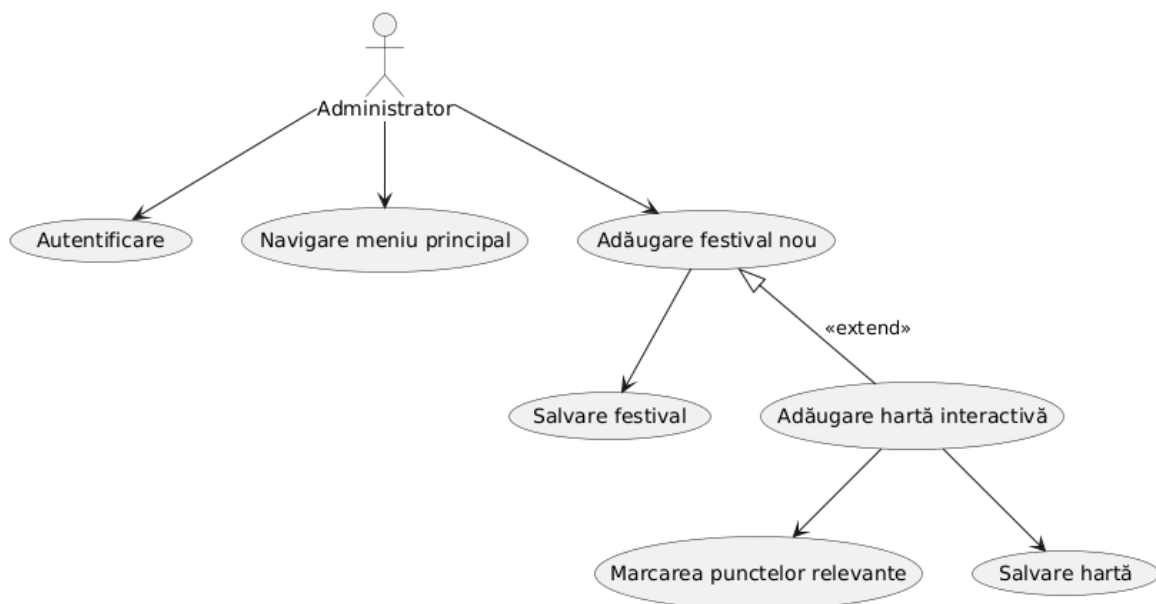 Administrator
Autentificare
Navigare meniu principal
Adăugare festival nou
«extend»
Salvare festival
Adăugare hartă interactivă
Marcarea punctelor relevante
Salvare hartă